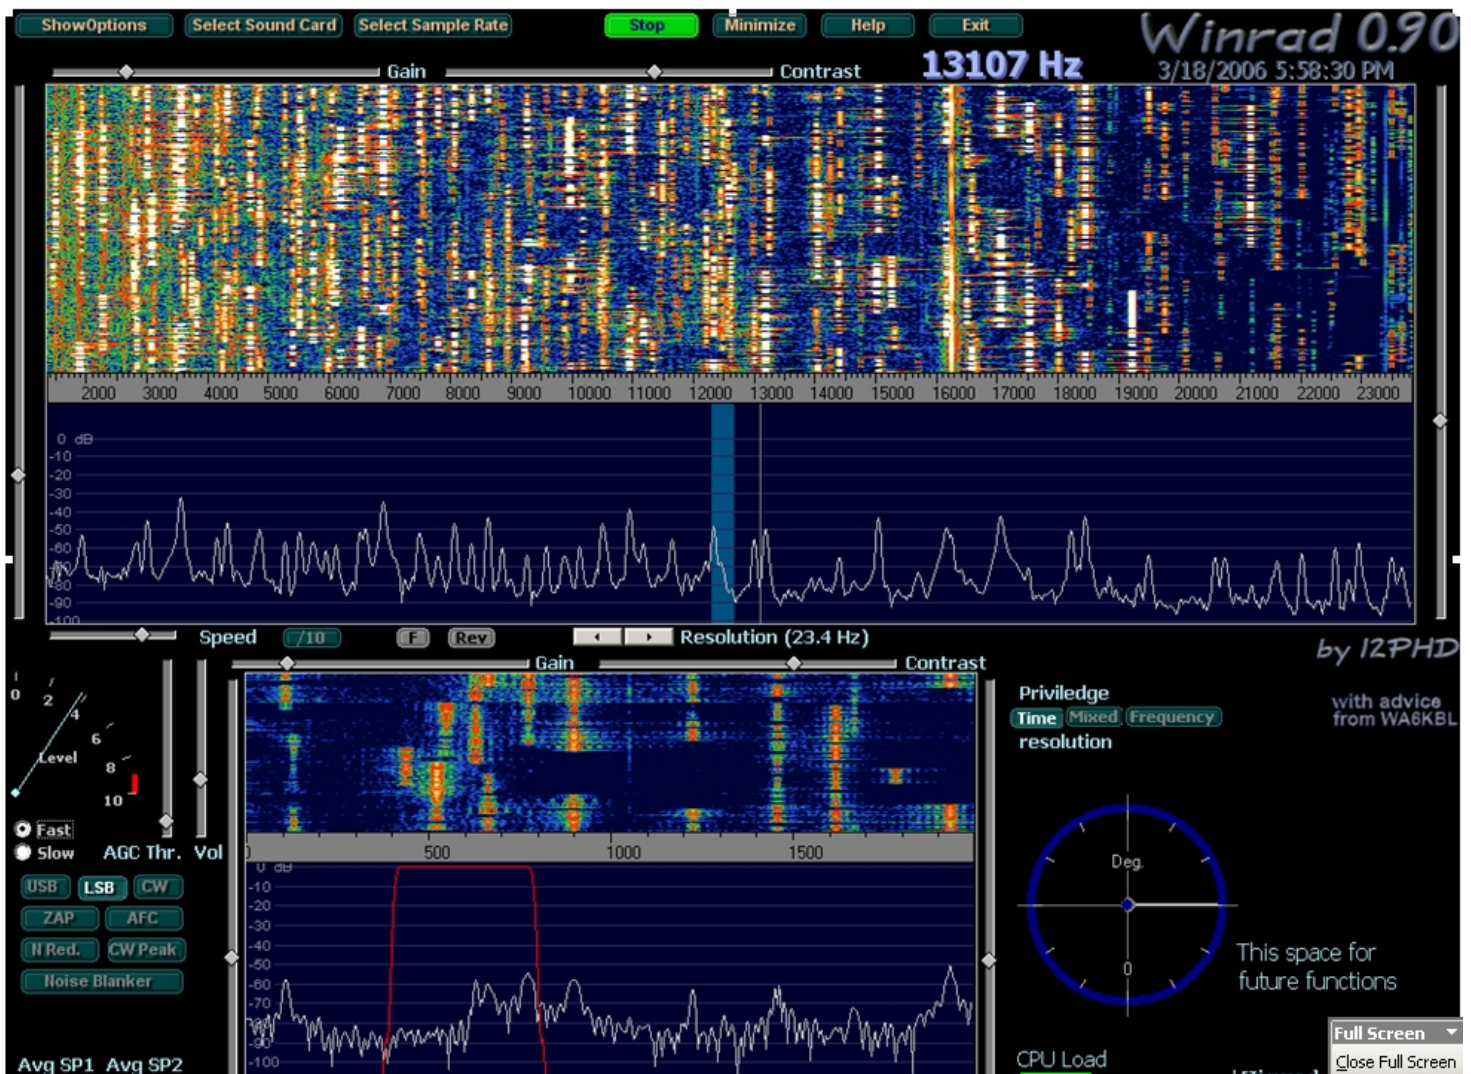 ShowOptions Select Sound Card Select Sample Rate Stop Minimize Help Exit
Winrad 0.90
Gain Contrast 13107 Hz 3/18/2006 5:58:30 PM
2000 3000 4000 5000 6000 7000 8000 9000 10000 11000 12000 13000 14000 15000 16000 17000 18000 19000 20000 21000 22000 23000
0 dB
-10
-20
-30
-40
-50
-60
-70
-80
-90
-100
Speed /10 F Rev Resolution (23.4 Hz)
by I2PHD
Gain Contrast
with advice
from WA6KBL
Priviledge
Time Mixed Frequency
resolution
0 2 4 6 8 10
Level
Fast
Slow AGC Thr. Vol
0 500 1000 1500
USB LSB CW
ZAP AFC
N Red. CW Peak
Noise Blanker
0 dB
-10
-20
-30
-40
-50
-60
-70
-80
-90
-100
Deg.
0
This space for
future functions
Avg SP1 Avg SP2
CPU Load
Full Screen
Close Full Screen